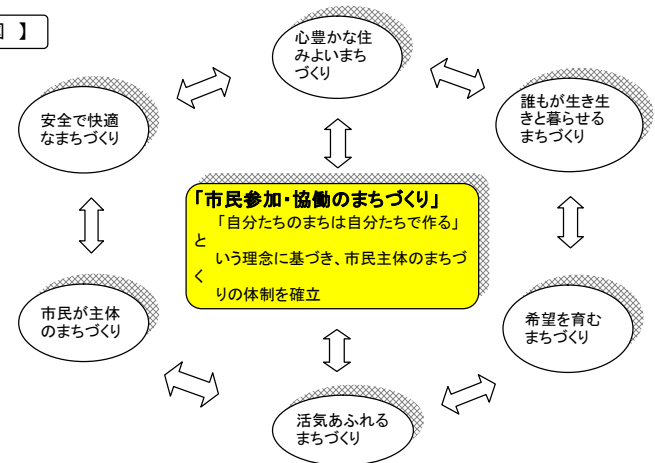 】
心豊かな住
みよいまち
づくり
安全で快適
なまちづくり
誰もが生き生
きと暮らせる
まちづくり
「市民参加・協働のまちづくり」
「自分たちのまちは自分たちで作る」
と
いう理念に基づき、市民主体のまちづ
く
りの体制を確立
市民が主体
のまちづくり
希望を育む
まちづくり
活気あふれる
まちづくり